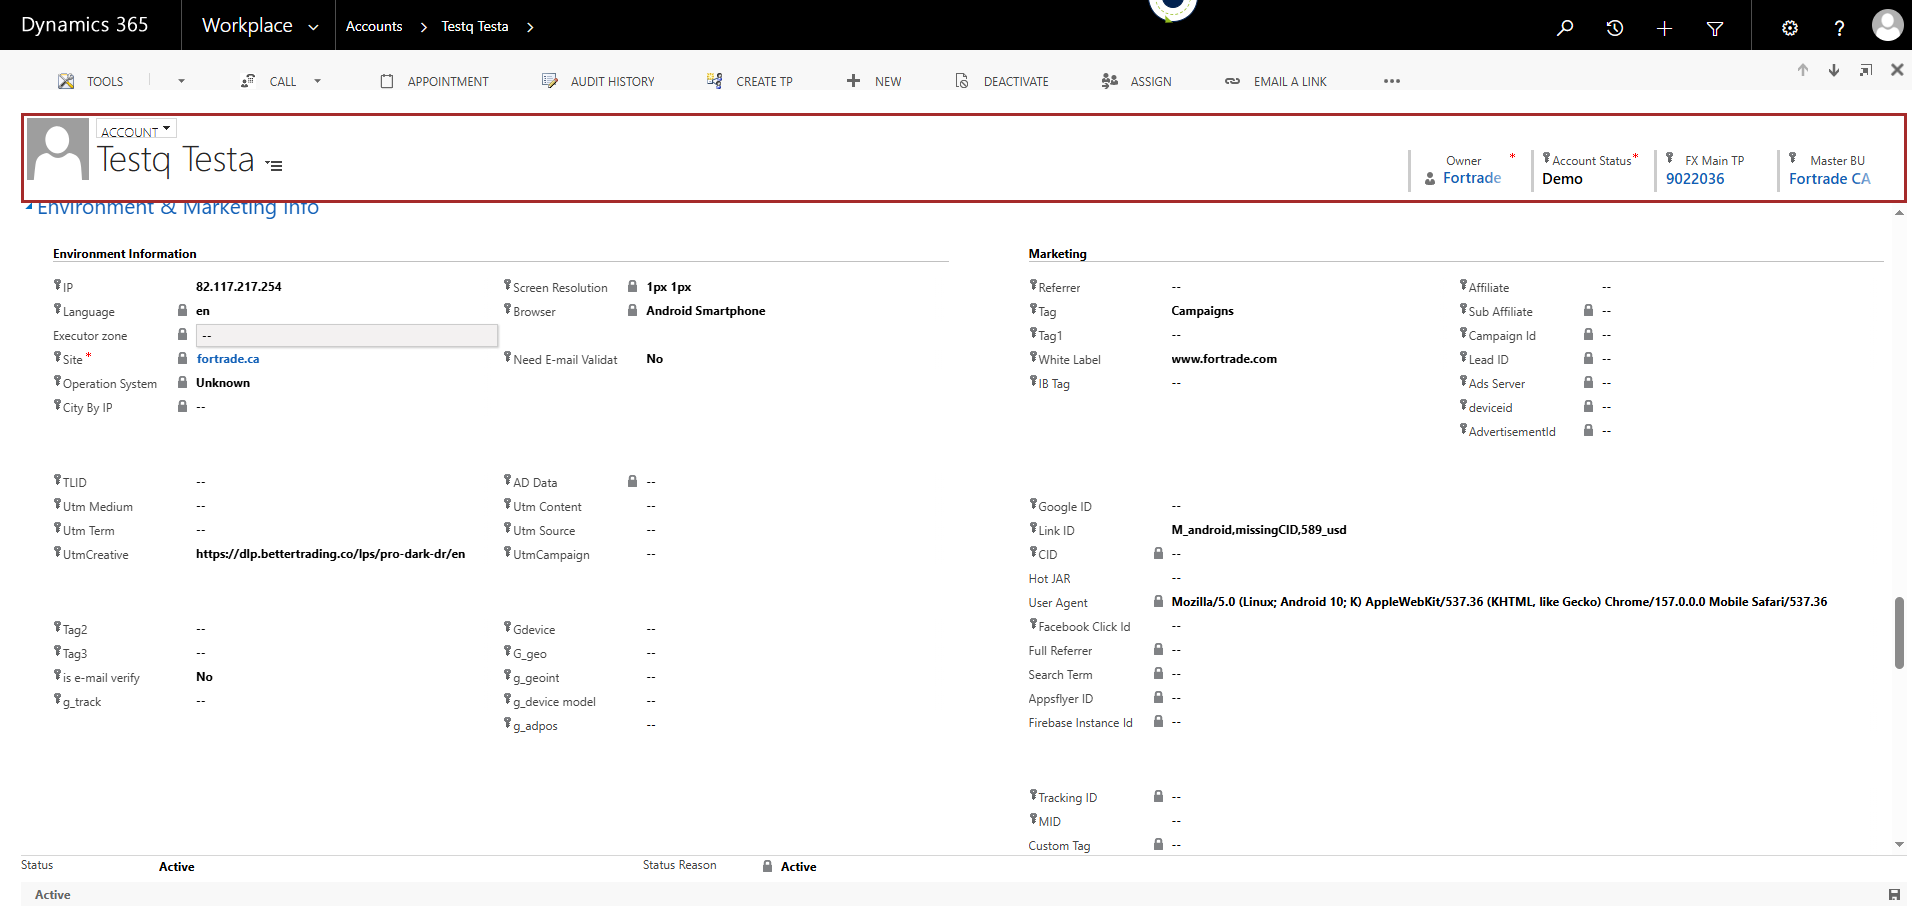 Dynamics 365 Workplace Accounts Testq Testa
TOOLS CALL APPOINTMENT AUDIT HISTORY CREATE TP NEW DEACTIVATE ASSIGN EMAIL A LINK
ACCOUNT
Testq Testa
Owner * Account Status* FX Main TP Master BU
Fortrade Demo 9022036 Fortrade CA
Environment & Marketing Info
Environment Information Marketing
IP 82.117.217.254 Screen Resolution 1px 1px Referrer -- Affiliate --
Language en Browser Android Smartphone Tag Campaigns Sub Affiliate --
Executor zone -- Tag1 -- Campaign Id --
Site * fortrade.ca Need E-mail Validat No White Label www.fortrade.com Lead ID --
Operation System Unknown IB Tag -- Ads Server --
City By IP -- deviceid --
AdvertisementId --
TLID -- AD Data --
Utm Medium -- Utm Content -- Google ID --
Utm Term -- Utm Source -- Link ID M_android,missingCID,589_usd
UtmCreative https://dlp.bettertrading.co/lps/pro-dark-dr/en UtmCampaign -- CID --
Hot JAR --
User Agent Mozilla/5.0 (Linux; Android 10; K) AppleWebKit/537.36 (KHTML, like Gecko) Chrome/157.0.0.0 Mobile Safari/537.36
Tag2 -- Gdevice -- Facebook Click Id --
Tag3 -- G_geo -- Full Referrer --
is e-mail verify No g_geoint -- Search Term --
g_track -- g_device model -- Appsflyer ID --
g_adpos -- Firebase Instance Id --
Tracking ID --
MID --
Custom Tag --
Status Active Status Reason Active
Active